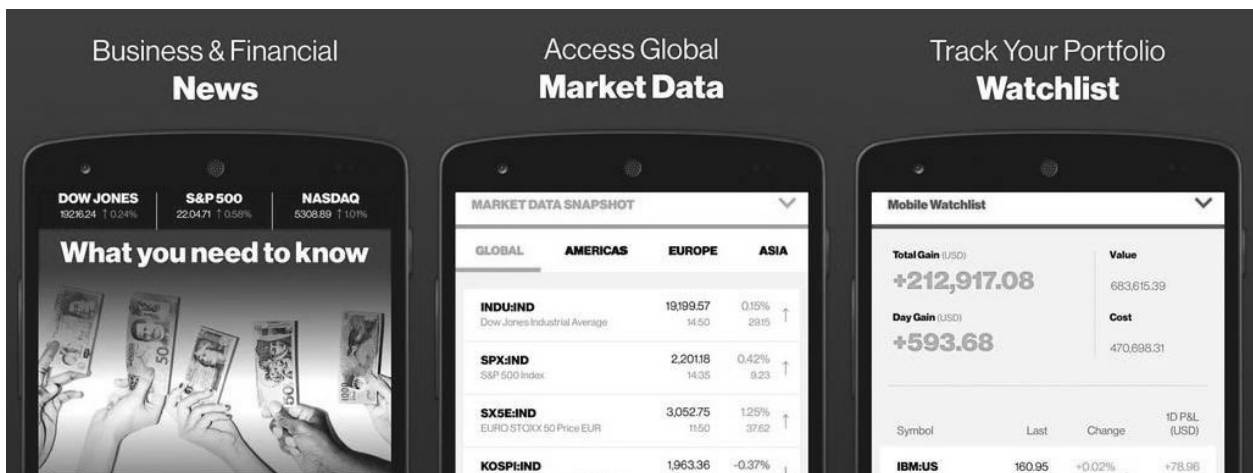 Business & Financial
News
DOW JONES S&P 500 NASDAQ
19216.24 ↑ 0.24% 22.04.71 ↑ 0.58% 5308.89 ↑ 1.01%
What you need to know
50
50
1000
Access Global
Market Data
MARKET DATA SNAPSHOT
GLOBAL AMERICAS EUROPE ASIA
INDU:IND 19,199.57 0.15% ↑
Dow Jones Industrial Average 14:50 29.15
SPX:IND 2,201.18 0.42% ↑
S&P 500 Index 14:35 9.23
SX5E:IND 3,052.75 1.25% ↑
EURO STOXX 50 Price EUR 11:50 37.62
KOSPI:IND 1,963.36 -0.37%
Track Your Portfolio
Watchlist
Mobile Watchlist
Total Gain (USD) Value
+212,917.08 683,615.39
Day Gain (USD) Cost
+593.68 470,698.31
1D P&L
Symbol Last Change (USD)
IBM:US 160.95 +0.02% +78.96